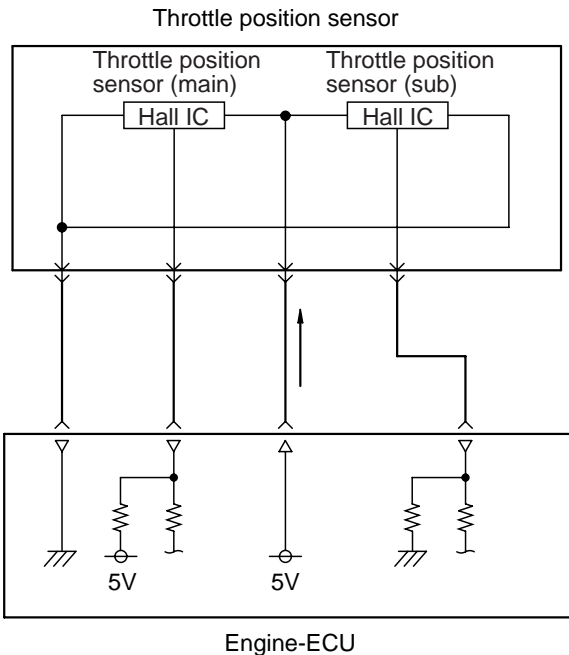 Throttle position sensor
Throttle position
sensor (main)
Throttle position
sensor (sub)
Hall IC
Hall IC
5V
5V
Engine-ECU